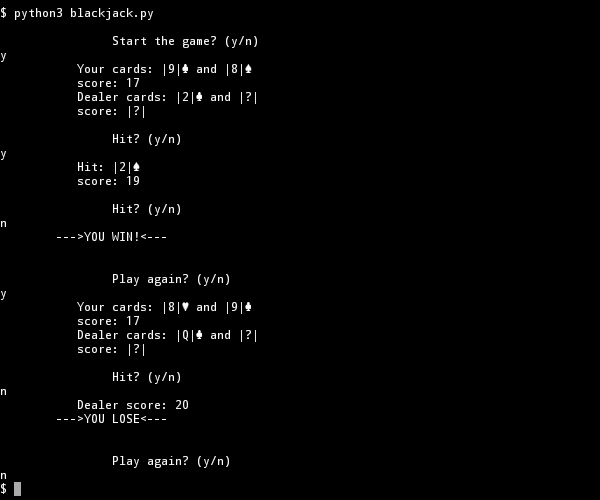 $ python3 blackjack.py
Start the game? (y/n)
y
Your cards: |9|♣ and |8|♠
score: 17
Dealer cards: |2|♣ and |?|
score: |?|
Hit? (y/n)
y
Hit: |2|♠
score: 19
Hit? (y/n)
n
--->YOU WIN!<---
Play again? (y/n)
y
Your cards: |8|♥ and |9|♣
score: 17
Dealer cards: |Q|♣ and |?|
score: |?|
Hit? (y/n)
n
Dealer score: 20
--->YOU LOSE<---
Play again? (y/n)
n
$